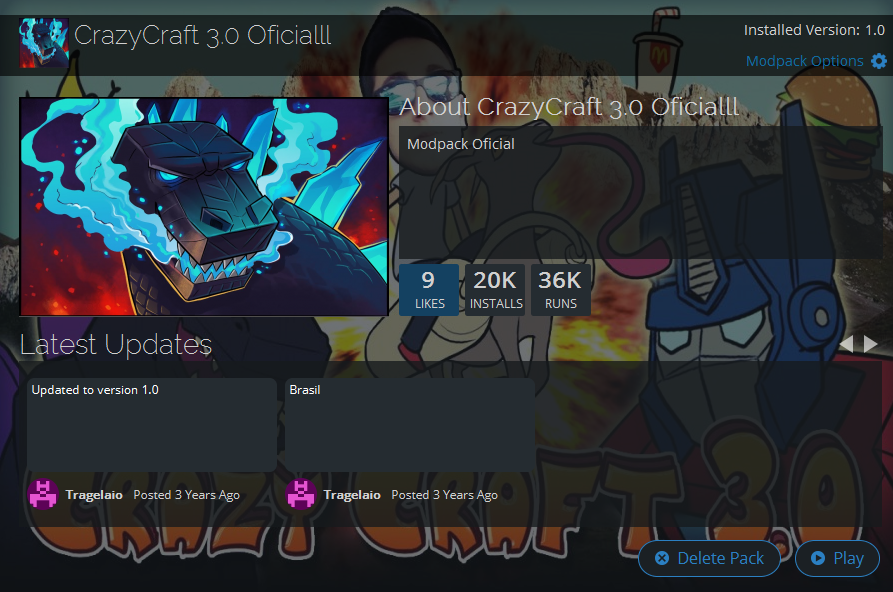 CrazyCraft 3.0 Oficialll
Installed Version: 1.0
Modpack Options
About CrazyCraft 3.0 Oficialll
Modpack Oficial
9
LIKES
20K
INSTALLS
36K
RUNS
Latest Updates
Updated to version 1.0
Tragelaio Posted 3 Years Ago
Brasil
Tragelaio Posted 3 Years Ago
CRAZY CRAFT 3.0
Delete Pack
Play